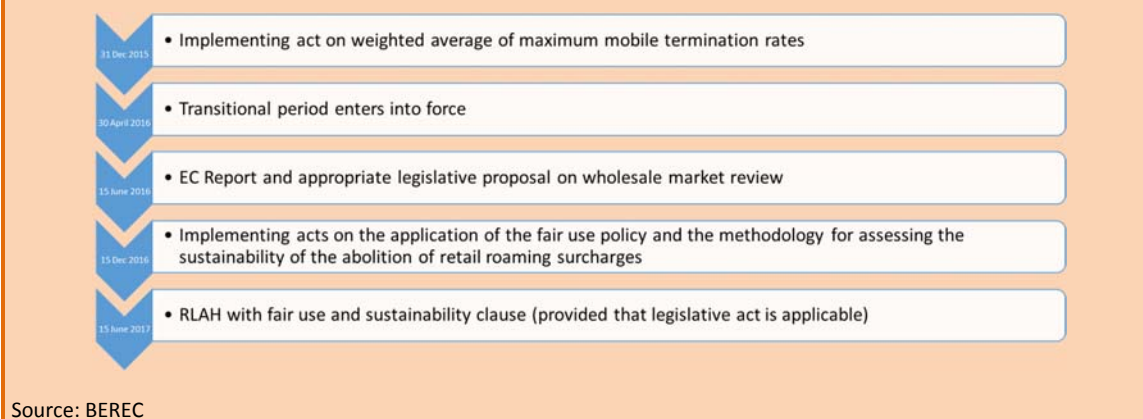 31 Dec 2015
• Implementing act on weighted average of maximum mobile termination rates
30 April 2016
• Transitional period enters into force
15 June 2016
• EC Report and appropriate legislative proposal on wholesale market review
15 Dec 2016
• Implementing acts on the application of the fair use policy and the methodology for assessing the
sustainability of the abolition of retail roaming surcharges
15 June 2017
• RLAH with fair use and sustainability clause (provided that legislative act is applicable)
Source: BEREC